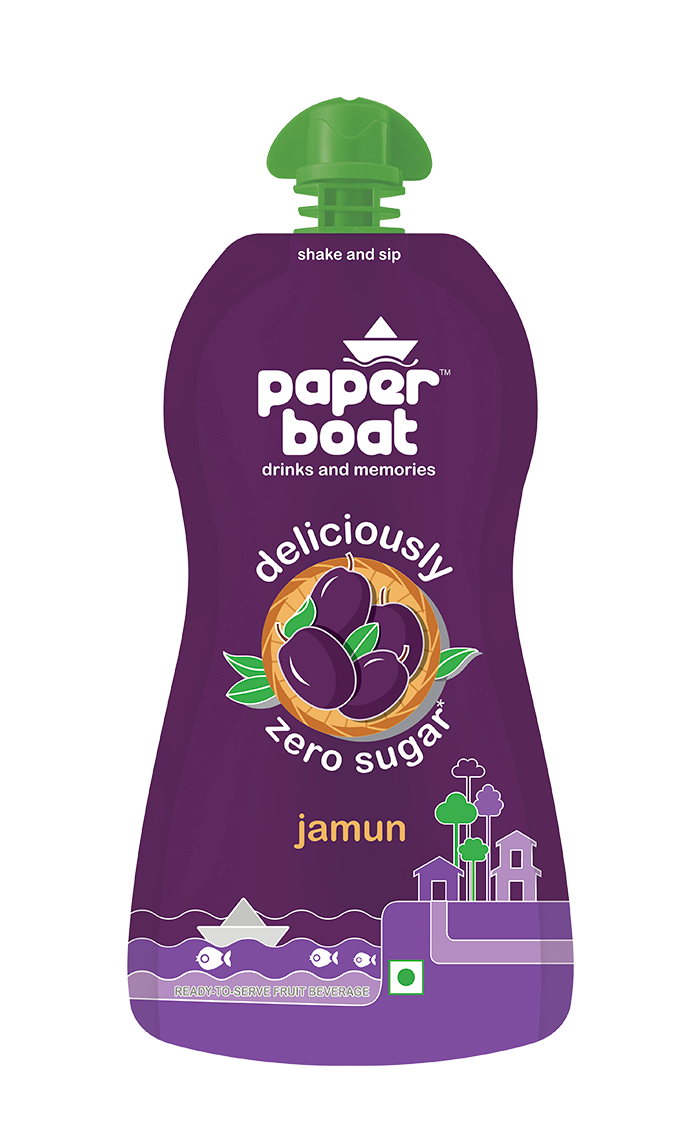 shake and sip
paper™
boat
drinks and memories
deliciously
zero sugar*
jamun
READY-TO-SERVE FRUIT BEVERAGE